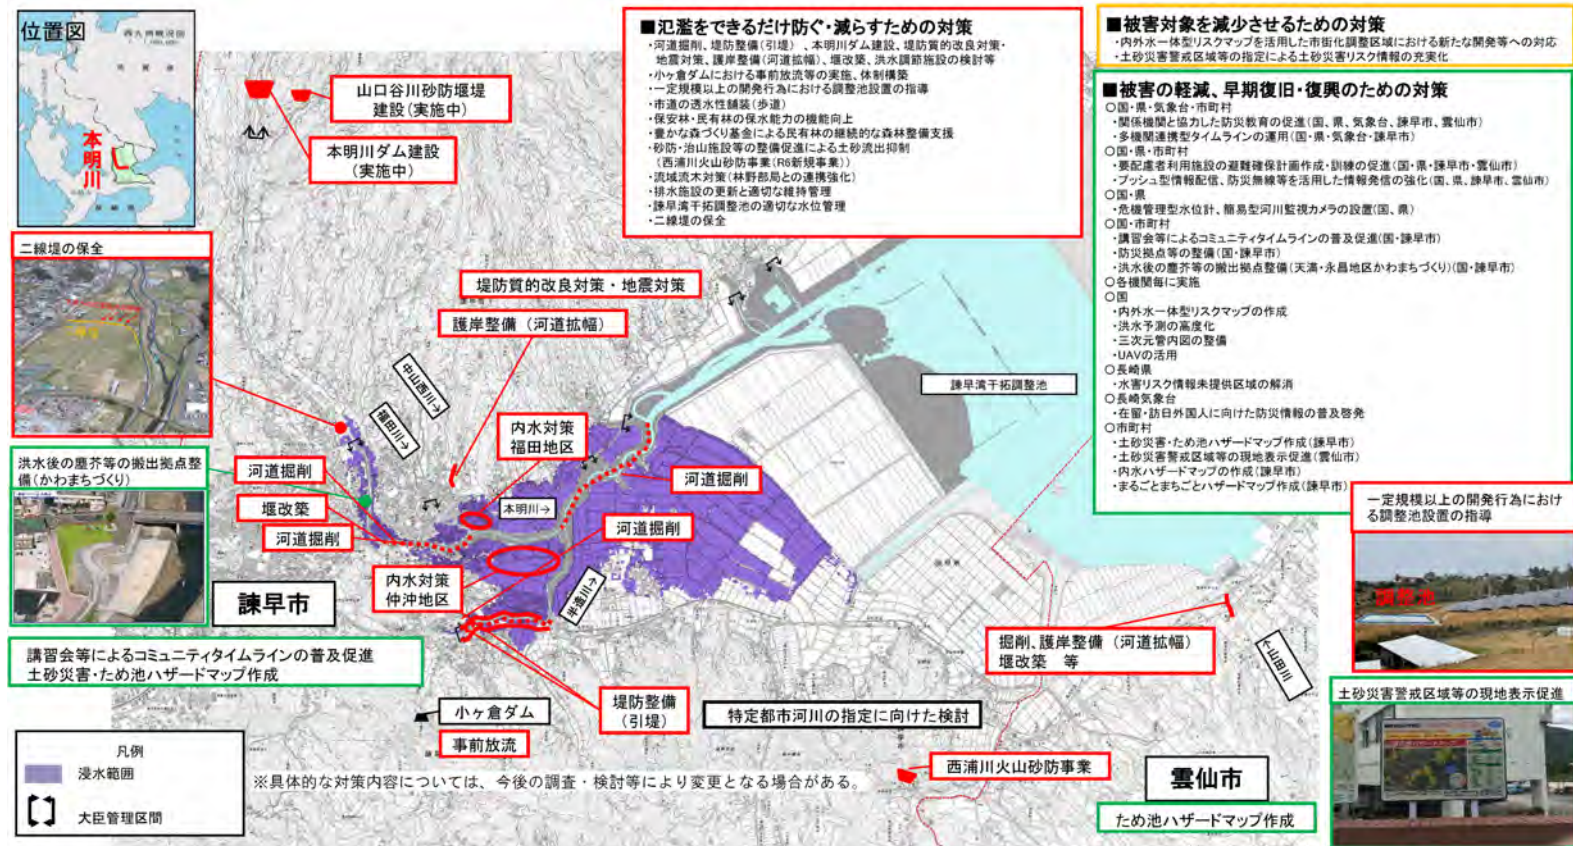 位置図
本明川
山口谷川砂防堰堤
建設(実施中)
本明川ダム建設
(実施中)
■氾濫をできるだけ防ぐ・減らすための対策
・河道掘削、堤防整備(引堤)、本明川ダム建設、堤防質的改良対策・
地震対策、護岸整備(河道拡幅)、堰改築、洪水調節施設の検討等
・小ヶ倉ダムにおける事前放流等の実施、体制構築
・一定規模以上の開発行為における調整池設置の指導
・市道の透水性舗装(歩道)
・保安林・民有林の保水能力の機能向上
・豊かな森づくり基金による民有林の継続的な森林整備支援
・砂防・治山施設等の整備促進による土砂流出抑制
(西浦川火山砂防事業(R6新規事業))
・流域流木対策(林野部局との連携強化)
・排水施設の更新と適切な維持管理
・諫早湾干拓調整池の適切な水位管理
・二線堤の保全
■被害対象を減少させるための対策
・内外水一体型リスクマップを活用した市街化調整区域における新たな開発等への対応
・土砂災害警戒区域等の指定による土砂災害リスク情報の充実化
■被害の軽減、早期復旧・復興のための対策
○国・県・気象台・市町村
・関係機関と協力した防災教育の促進(国、県、気象台、諫早市、雲仙市)
・多機関連携型タイムラインの運用(国・県・気象台・諫早市)
○国・県・市町村
・要配慮者利用施設の避難確保計画作成・訓練の促進(国・県・諫早市・雲仙市)
・プッシュ型情報配信、防災無線等を活用した情報発信の強化(国、県、諫早市、雲仙市)
○国・県
・危機管理型水位計、簡易型河川監視カメラの設置(国、県)
○国・市町村
・講習会等によるコミュニティタイムラインの普及促進(国・諫早市)
・防災拠点等の整備(国・諫早市)
・洪水後の塵芥等の搬出拠点整備(天満・永昌地区かわまちづくり)(国・諫早市)
○各機関毎に実施
○国
・内外水一体型リスクマップの作成
・洪水予測の高度化
・三次元管内図の整備
・UAVの活用
○長崎県
・水害リスク情報未提供区域の解消
○長崎気象台
・在留・訪日外国人に向けた防災情報の普及啓発
○市町村
・土砂災害・ため池ハザードマップ作成(諫早市)
・土砂災害警戒区域等の現地表示促進(雲仙市)
・内水ハザードマップの作成(諫早市)
・まるごとまちごとハザードマップ作成(諫早市)
二線堤の保全
堤防質的改良対策・地震対策
護岸整備(河道拡幅)
中山西川→
福田川→
諫早湾干拓調整池
内水対策
福田地区
洪水後の塵芥等の搬出拠点整
備(かわまちづくり)
河道掘削
堰改築
河道掘削
本明川→
河道掘削
河道掘削
内水対策
仲沖地区
半造川→
諫早市
一定規模以上の開発行為におけ
る調整池設置の指導
調整池
掘削、護岸整備(河道拡幅)
堰改築 等
←山田川
講習会等によるコミュニティタイムラインの普及促進
土砂災害・ため池ハザードマップ作成
堤防整備
(引堤)
小ヶ倉ダム
事前放流
特定都市河川の指定に向けた検討
土砂災害警戒区域等の現地表示促進
西浦川火山砂防事業
雲仙市
ため池ハザードマップ作成
凡例
浸水範囲
大臣管理区間
※具体的な対策内容については、今後の調査・検討等により変更となる場合がある。